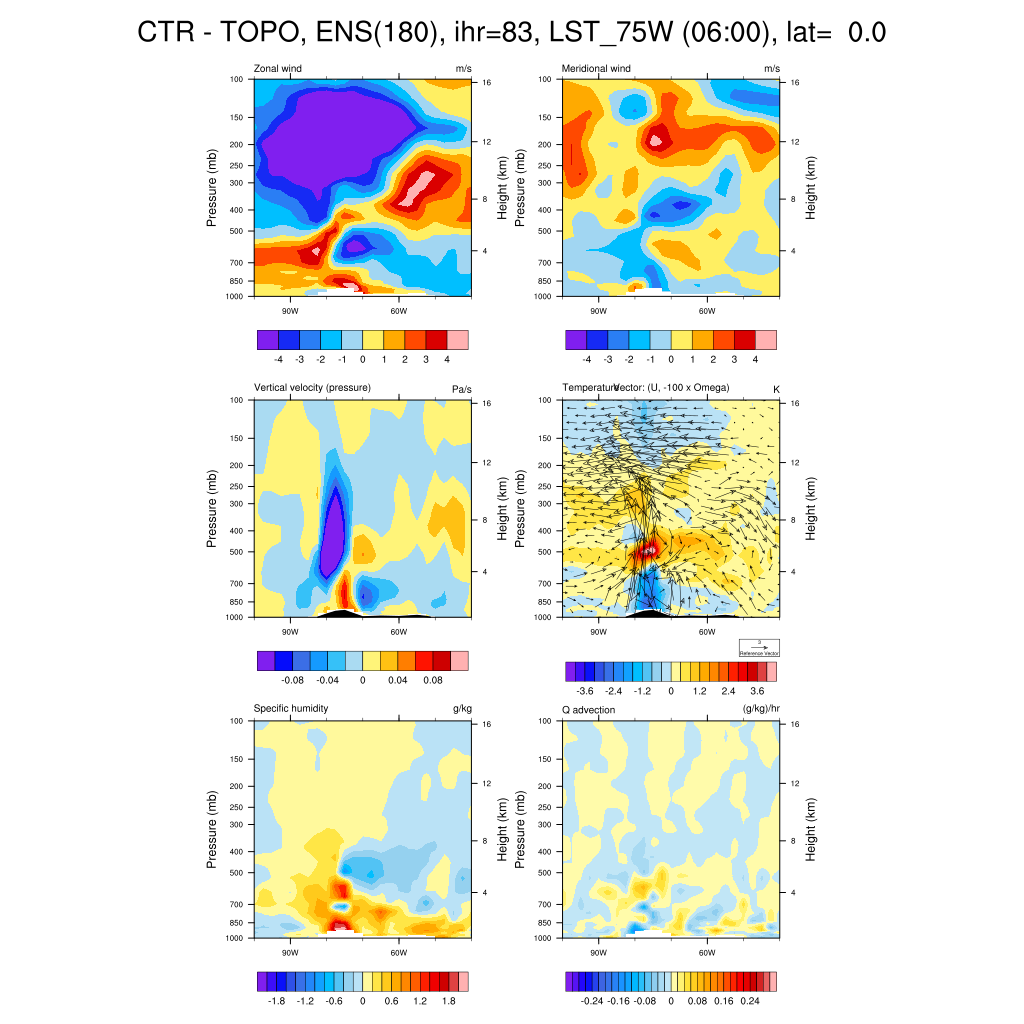 CTR - TOPO, ENS(180), ihr=83, LST_75W (06:00), lat= 0.0
Zonal wind m/s
Meridional wind m/s
100
150
200
250
300
400
500
700
850
1000
Pressure (mb)
16
12
8
4
Height (km)
90W 60W
-4 -3 -2 -1 0 1 2 3 4
100
150
200
250
300
400
500
700
850
1000
Pressure (mb)
16
12
8
4
Height (km)
90W 60W
-4 -3 -2 -1 0 1 2 3 4
Vertical velocity (pressure) Pa/s
100
150
200
250
300
400
500
700
850
1000
Pressure (mb)
16
12
8
4
Height (km)
90W 60W
-0.08 -0.04 0 0.04 0.08
Temperature Vector: (U, -100 x Omega) K
100
150
200
250
300
400
500
700
850
1000
Pressure (mb)
16
12
8
4
Height (km)
90W 60W
3
Reference Vector
-3.6 -2.4 -1.2 0 1.2 2.4 3.6
Specific humidity g/kg
100
150
200
250
300
400
500
700
850
1000
Pressure (mb)
16
12
8
4
Height (km)
90W 60W
-1.8 -1.2 -0.6 0 0.6 1.2 1.8
Q advection (g/kg)/hr
100
150
200
250
300
400
500
700
850
1000
Pressure (mb)
16
12
8
4
Height (km)
90W 60W
-0.24 -0.16 -0.08 0 0.08 0.16 0.24